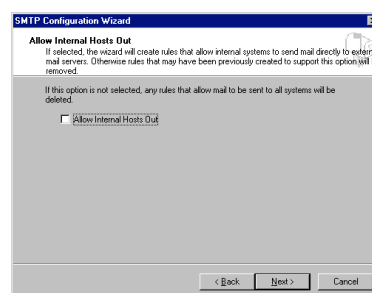 SMTP Configuration Wizard
Allow Internal Hosts Out
If selected, the wizard will create rules that allow internal systems to send mail directly to extern
mail servers. Otherwise rules that may have been previously created to support this option will
removed.
If this option is not selected, any rules that allow mail to be sent to all systems will be
deleted.
Allow Internal Hosts Out
< Back
Next >
Cancel